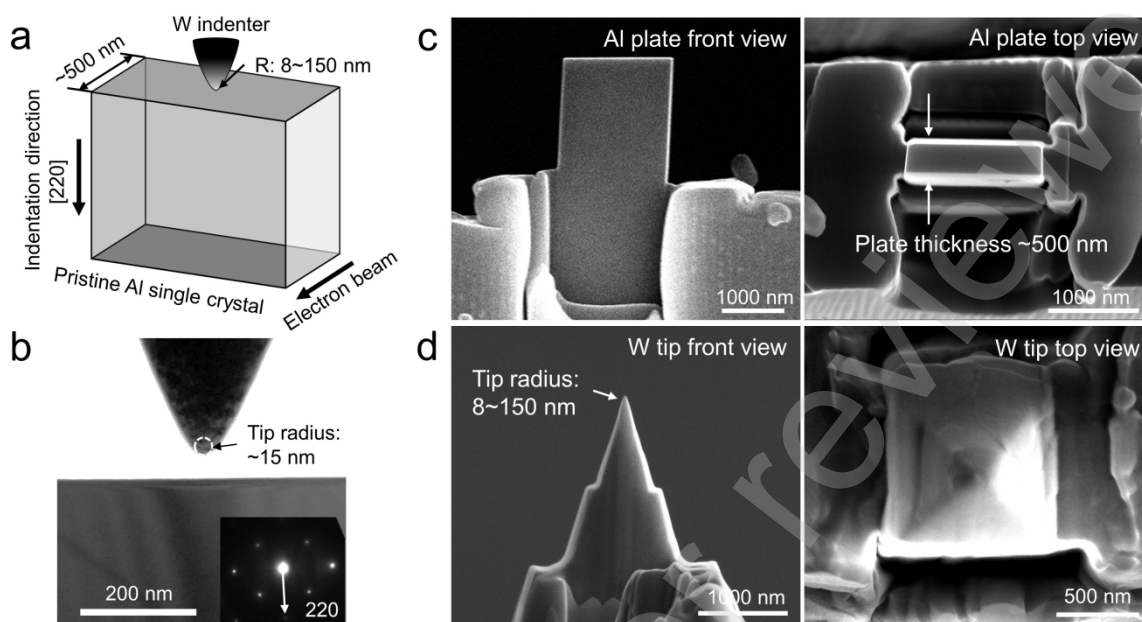 a
W indenter
~500 nm
R: 8~150 nm
Indentation direction
[220]
Pristine Al single crystal
Electron beam
b
Tip radius:
~15 nm
200 nm
220
c
Al plate front view
1000 nm
Al plate top view
Plate thickness ~500 nm
1000 nm
d
W tip front view
Tip radius:
8~150 nm
1000 nm
W tip top view
500 nm
er reviewe